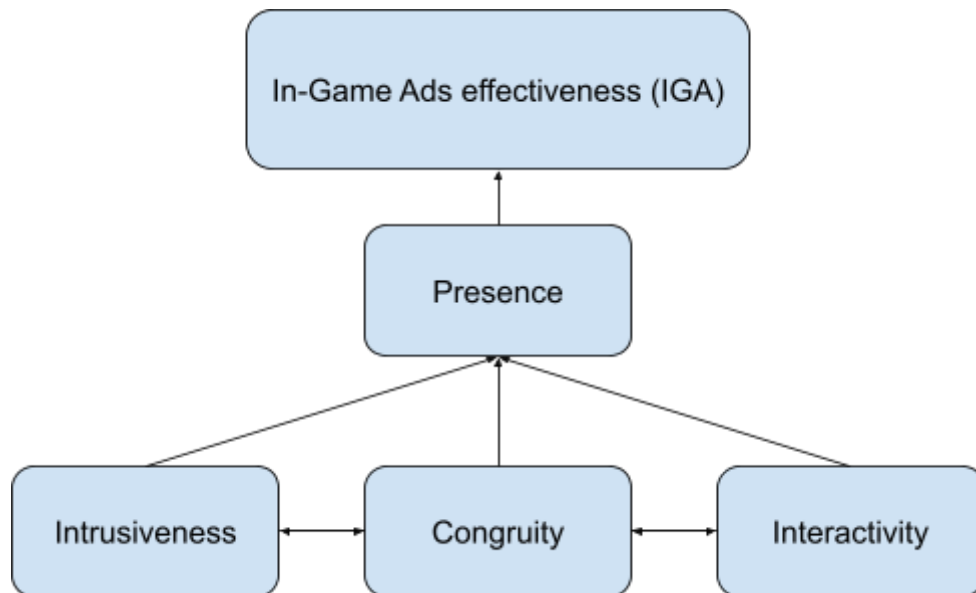 In-Game Ads effectiveness (IGA)
Presence
Intrusiveness
Congruity
Interactivity